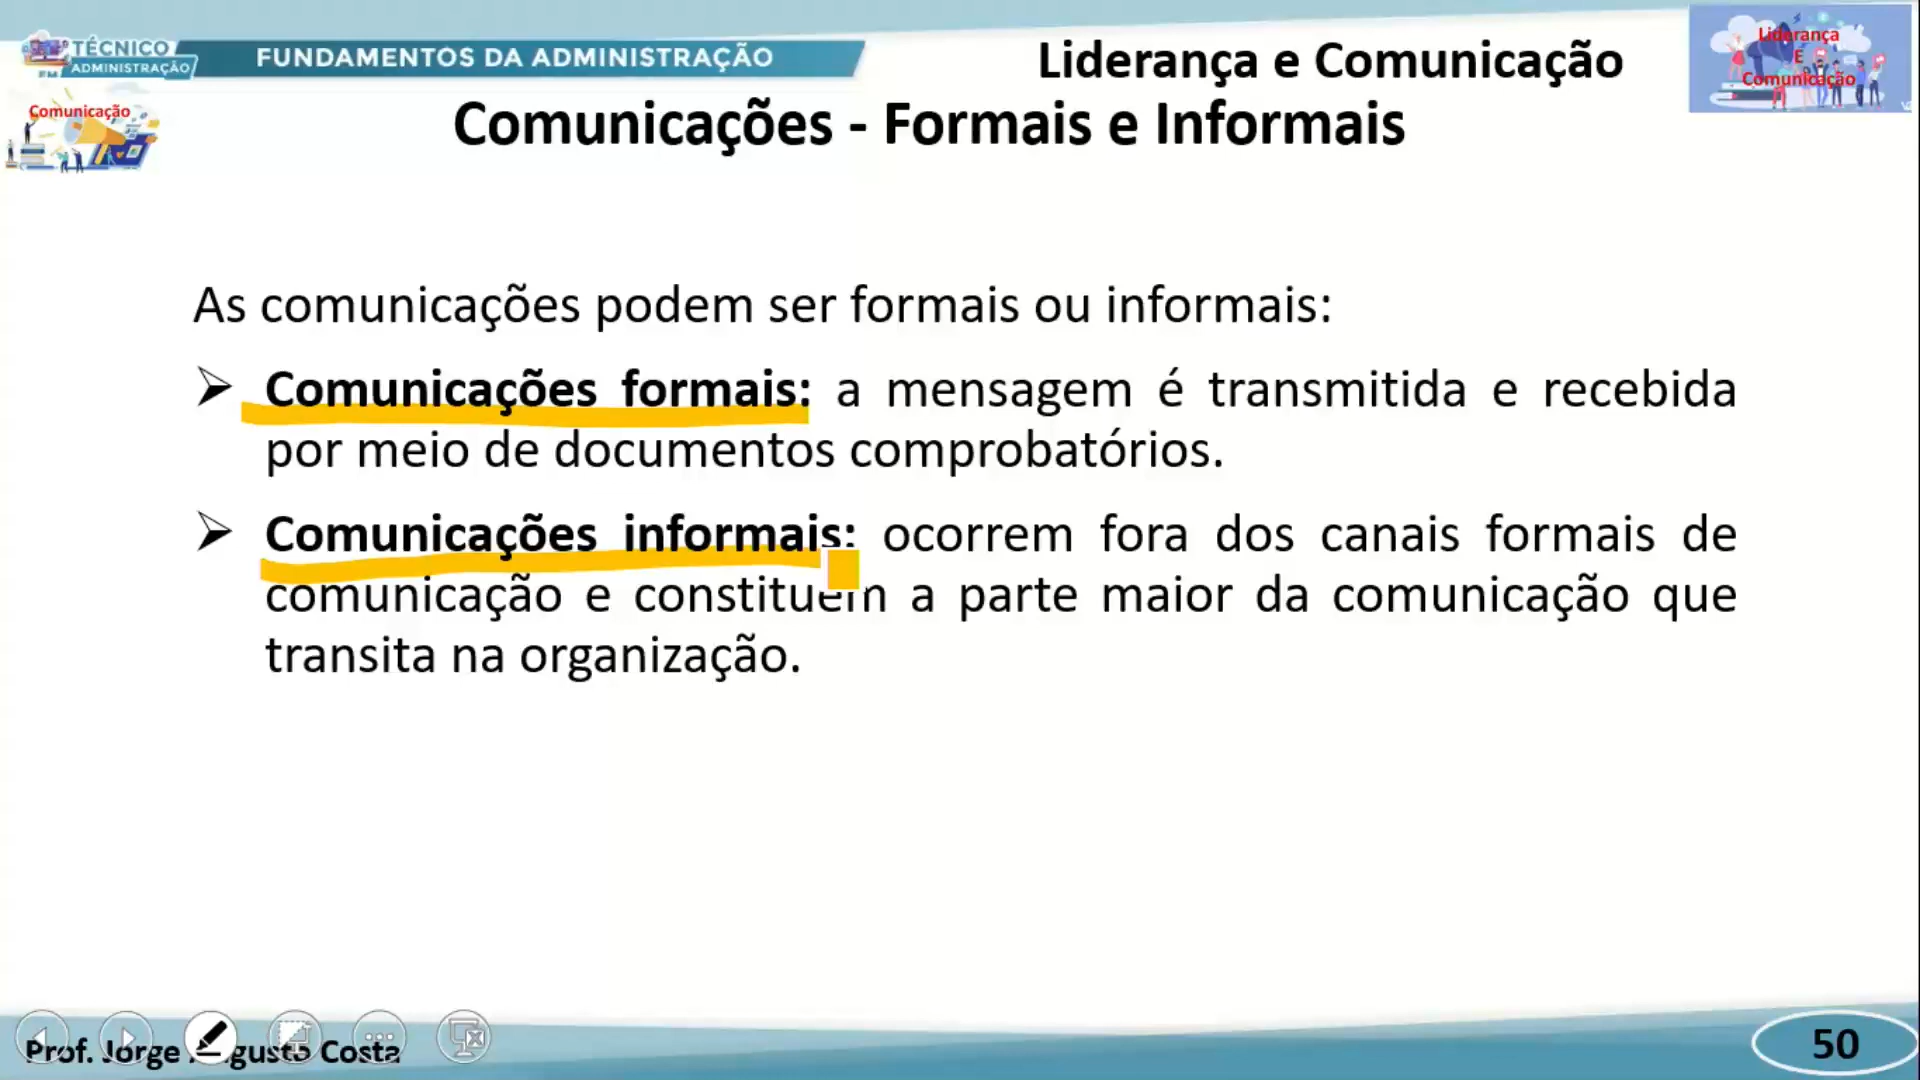 TÉCNICO
EM ADMINISTRAÇÃO
FUNDAMENTOS DA ADMINISTRAÇÃO
Liderança e Comunicação
Liderança
E
Comunicação
Comunicação
Comunicações - Formais e Informais
As comunicações podem ser formais ou informais:
➢ Comunicações formais: a mensagem é transmitida e recebida
por meio de documentos comprobatórios.
➢ Comunicações informais: ocorrem fora dos canais formais de
comunicação e constituem a parte maior da comunicação que
transita na organização.
Prof. Jorge Augusto Costa
50